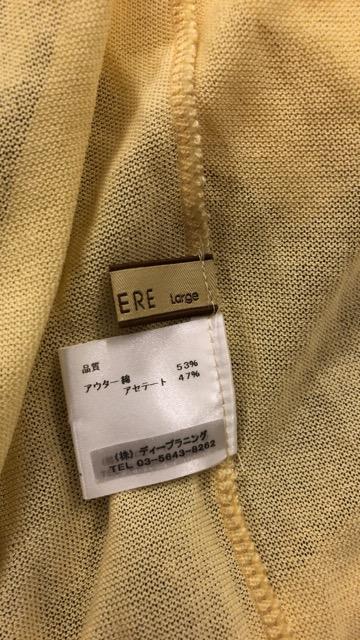 ERE Large
品質
アウター 綿 53%
アセテート 47%
(株)ディープラニング
TEL 03-5643-8262